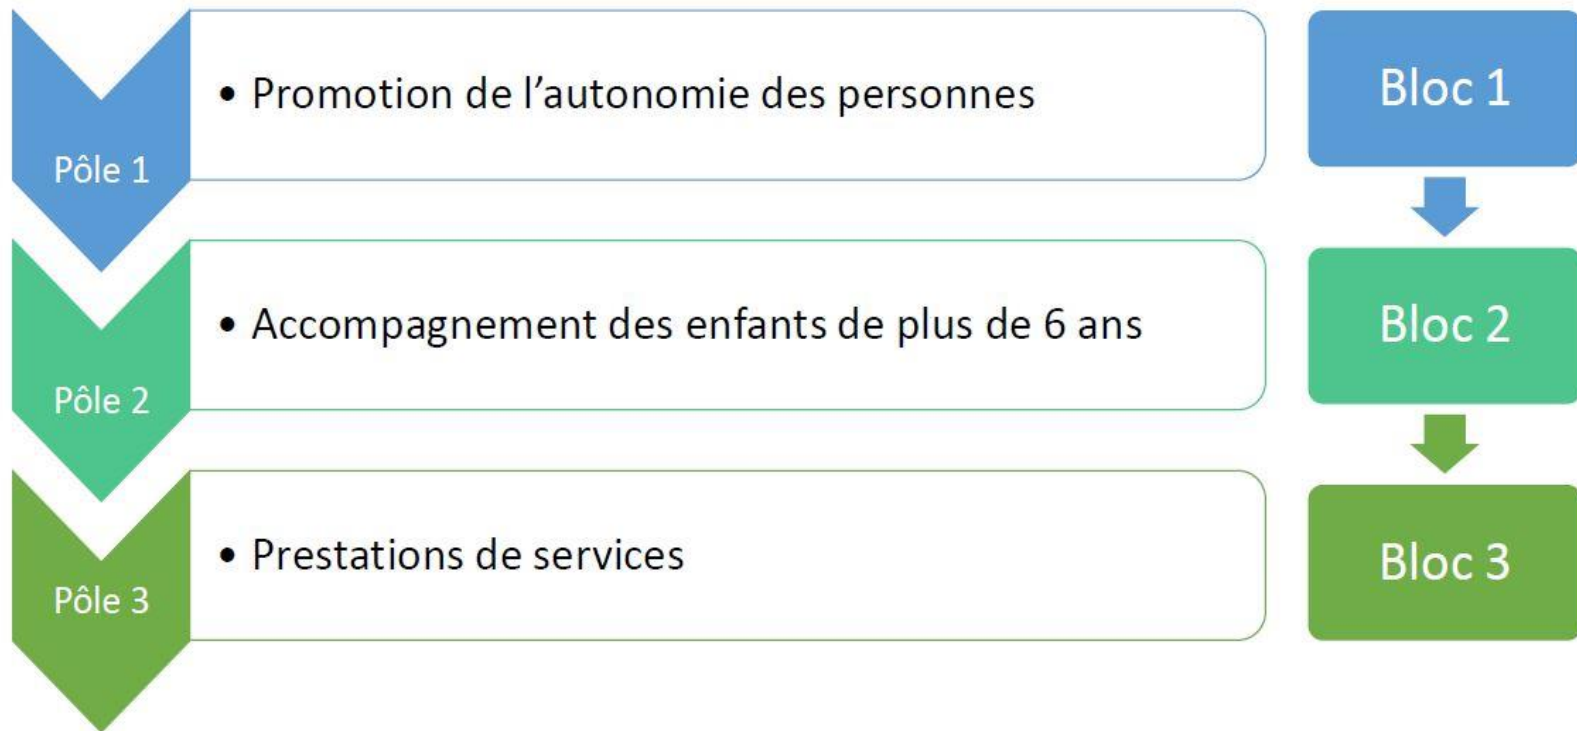 Pôle 1
• Promotion de l’autonomie des personnes
Bloc 1
Pôle 2
• Accompagnement des enfants de plus de 6 ans
Bloc 2
Pôle 3
• Prestations de services
Bloc 3